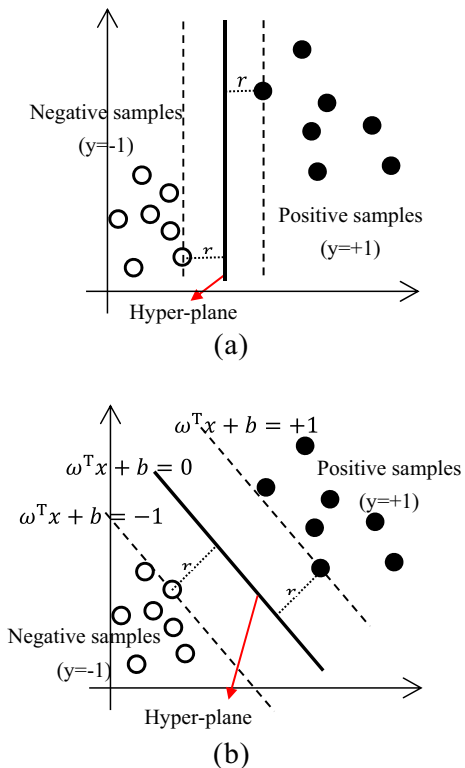 r
Negative samples
(y=-1)
Positive samples
(y=+1)
r
Hyper-plane
(a)
ωᵀx + b = +1
ωᵀx + b = 0
Positive samples
(y=+1)
ωᵀx + b = −1
r
r
Negative samples
(y=-1)
Hyper-plane
(b)